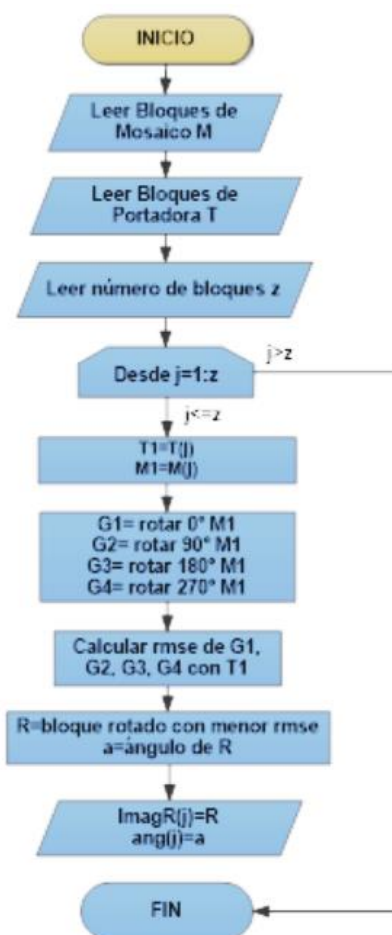 INICIO
Leer Bloques de
Mosaico M
Leer Bloques de
Portadora T
Leer número de bloques z
j>z
Desde j=1:z
j<=z
T1=T(j)
M1=M(j)
G1= rotar 0° M1
G2= rotar 90° M1
G3= rotar 180° M1
G4= rotar 270° M1
Calcular rmse de G1,
G2, G3, G4 con T1
R=bloque rotado con menor rmse
a=ángulo de R
ImagR(j)=R
ang(j)=a
FIN